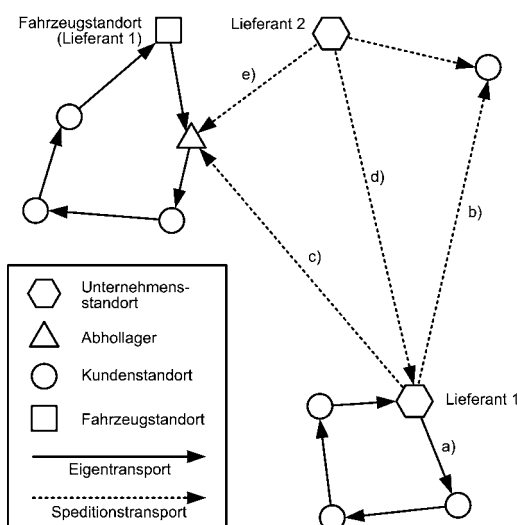 Fahrzeugstandort
(Lieferant 1)
Lieferant 2
e)
d)
b)
c)
Unternehmens-
standort
Abhollager
Kundenstandort
Fahrzeugstandort
Eigentransport
Speditionstransport
Lieferant 1
a)